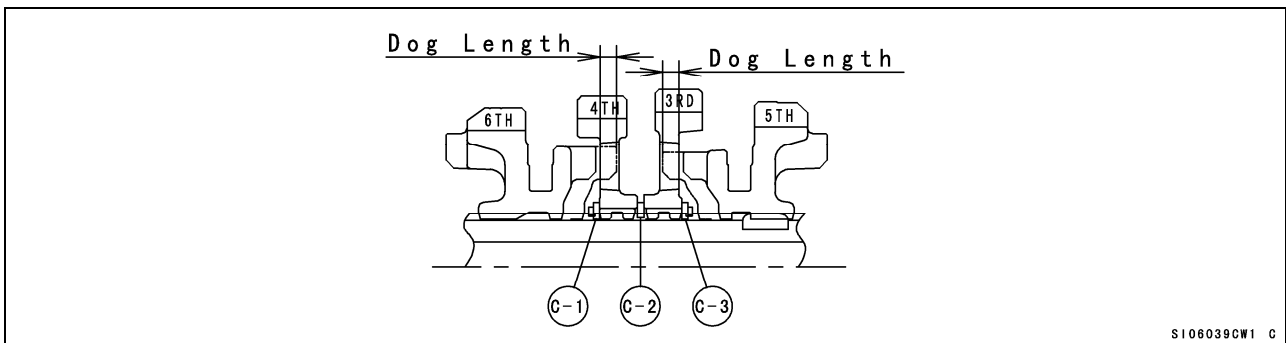 Dog Length
Dog Length
6TH
4TH
3RD
5TH
C-1
C-2
C-3
SI06039CW1 C